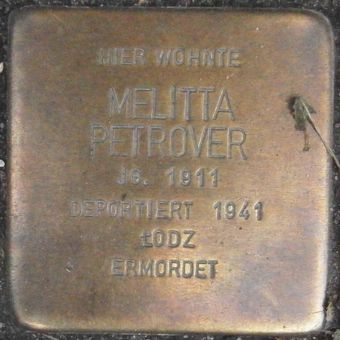 HIER WOHNTE
MELITTA
PETROVER
JG. 1911
DEPORTIERT 1941
ŁODZ
ERMORDET